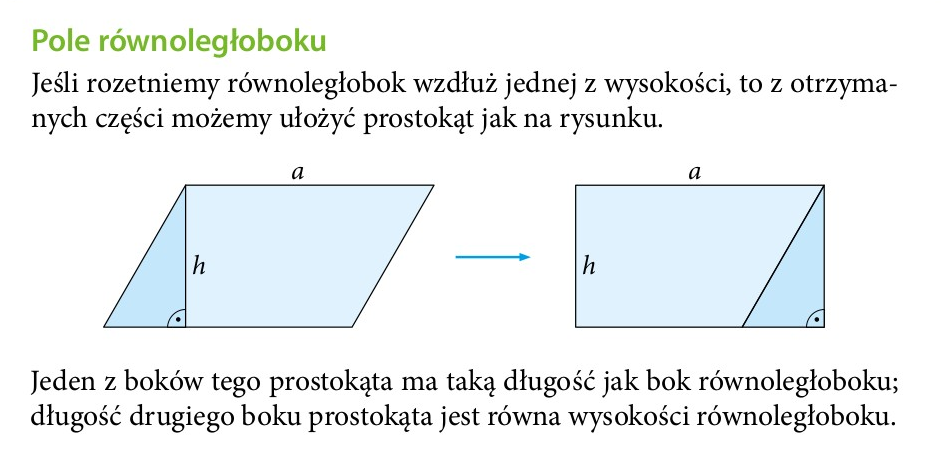 Pole równoległoboku
Jeśli rozetniemy równoległobok wzdłuż jednej z wysokości, to z otrzyma-
nych części możemy ułożyć prostokąt jak na rysunku.
a
a
h
h
Jeden z boków tego prostokąta ma taką długość jak bok równoległoboku;
długość drugiego boku prostokąta jest równa wysokości równoległoboku.